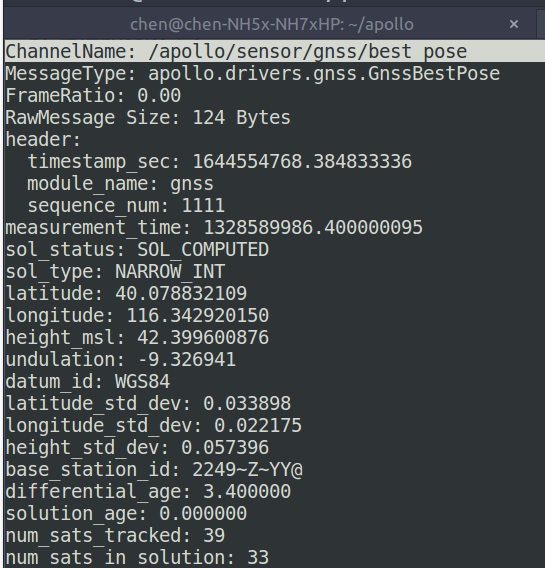 chen@chen-NH5x-NH7xHP: ~/apollo
ChannelName: /apollo/sensor/gnss/best_pose
MessageType: apollo.drivers.gnss.GnssBestPose
FrameRatio: 0.00
RawMessage Size: 124 Bytes
header:
  timestamp_sec: 1644554768.384833336
  module_name: gnss
  sequence_num: 1111
measurement_time: 1328589986.400000095
sol_status: SOL_COMPUTED
sol_type: NARROW_INT
latitude: 40.078832109
longitude: 116.342920150
height_msl: 42.399600876
undulation: -9.326941
datum_id: WGS84
latitude_std_dev: 0.033898
longitude_std_dev: 0.022175
height_std_dev: 0.057396
base_station_id: 2249~Z~YY@
differential_age: 3.400000
solution_age: 0.000000
num_sats_tracked: 39
num_sats_in_solution: 33